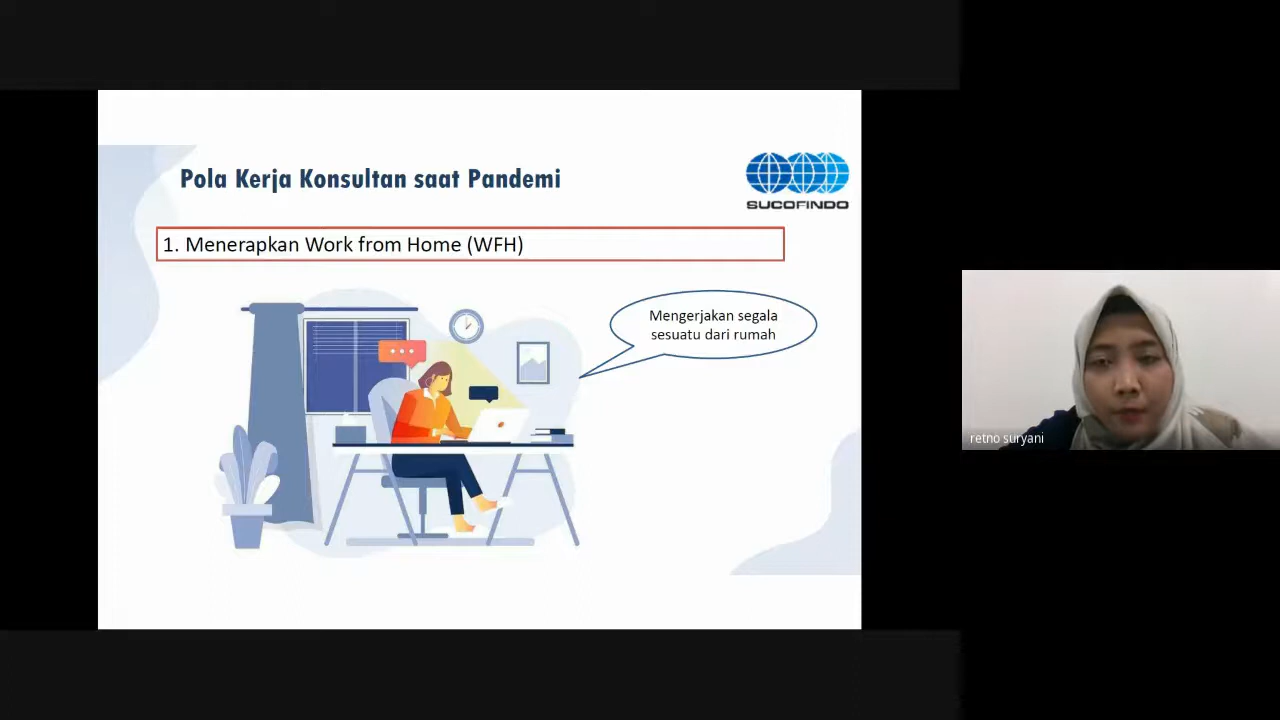 Pola Kerja Konsultan saat Pandemi
SUCOFINDO
1. Menerapkan Work from Home (WFH)
Mengerjakan segala
sesuatu dari rumah
retno suryani